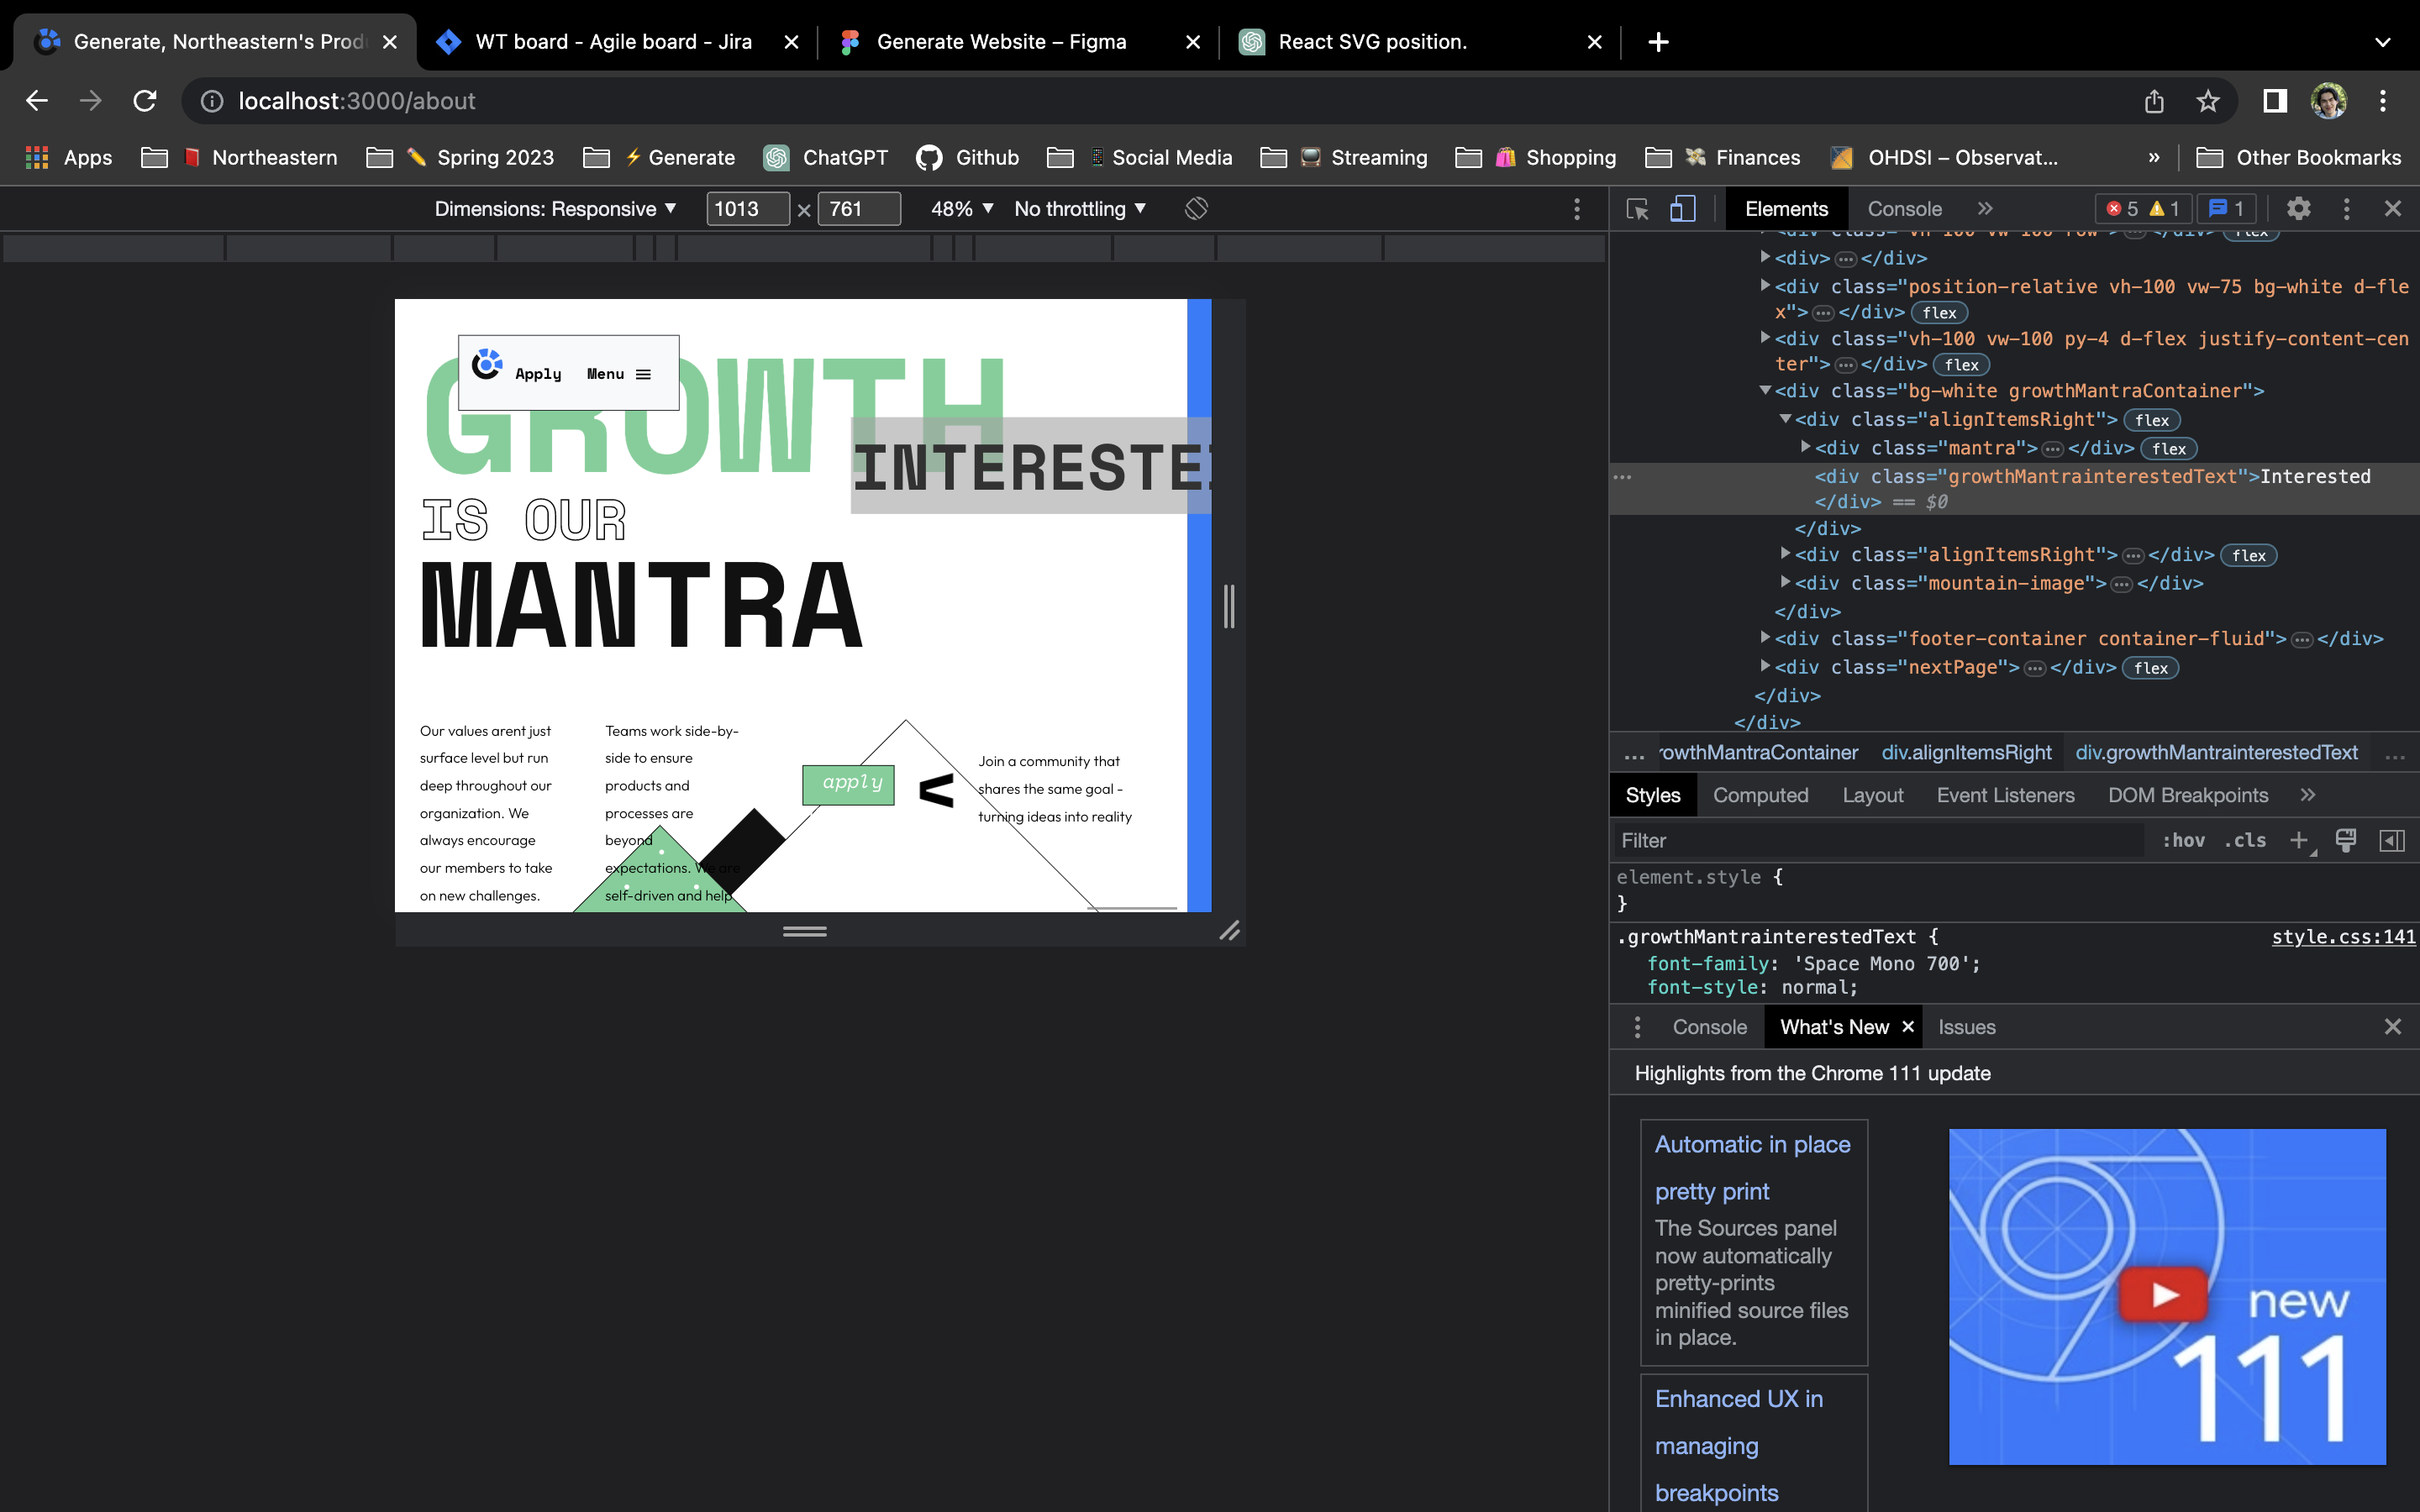 Generate, Northeastern's Prod
WT board - Agile board - Jira
Generate Website – Figma
React SVG position.
localhost:3000/about
Apps
Northeastern
Spring 2023
Generate
ChatGPT
Github
Social Media
Streaming
Shopping
Finances
OHDSI – Observat...
»
Other Bookmarks
Dimensions: Responsive
1013 × 761
48%
No throttling
Elements
Console
5
1
1
GROWTH
Apply
Menu
INTERESTE
IS OUR
MANTRA
Our values arent just
surface level but run
deep throughout our
organization. We
always encourage
our members to take
on new challenges.
Teams work side-by-
side to ensure
products and
processes are
beyond
expectations. We are
self-driven and help
apply
<
Join a community that
shares the same goal -
turning ideas into reality
<div class="vh-100 vw-100 row">…</div> flex
<div>…</div>
<div class="position-relative vh-100 vw-75 bg-white d-fle
x">…</div> flex
<div class="vh-100 vw-100 py-4 d-flex justify-content-cen
ter">…</div> flex
<div class="bg-white growthMantraContainer">
<div class="alignItemsRight"> flex
<div class="mantra">…</div> flex
<div class="growthMantrainterestedText">Interested
</div> == $0
</div>
<div class="alignItemsRight">…</div> flex
<div class="mountain-image">…</div>
</div>
<div class="footer-container container-fluid">…</div>
<div class="nextPage">…</div> flex
</div>
</div>
… rowthMantraContainer div.alignItemsRight div.growthMantrainterestedText …
Styles
Computed
Layout
Event Listeners
DOM Breakpoints
»
Filter
:hov .cls
element.style {
}
.growthMantrainterestedText {
style.css:141
font-family: 'Space Mono 700';
font-style: normal;
Console
What's New
Issues
Highlights from the Chrome 111 update
Automatic in place
pretty print
The Sources panel
now automatically
pretty-prints
minified source files
in place.
Enhanced UX in
managing
breakpoints
new
111